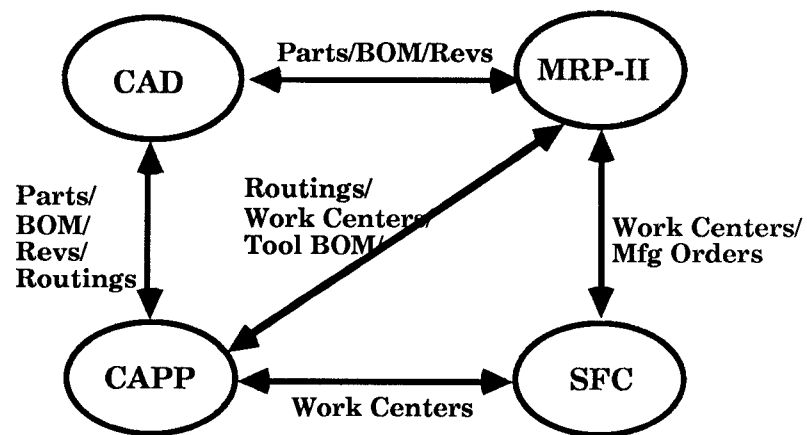 Parts/BOM/Revs
CAD
MRP-II
Parts/
BOM/
Revs/
Routings
Routings/
Work Centers/
Tool BOM/
Work Centers/
Mfg Orders
CAPP
SFC
Work Centers